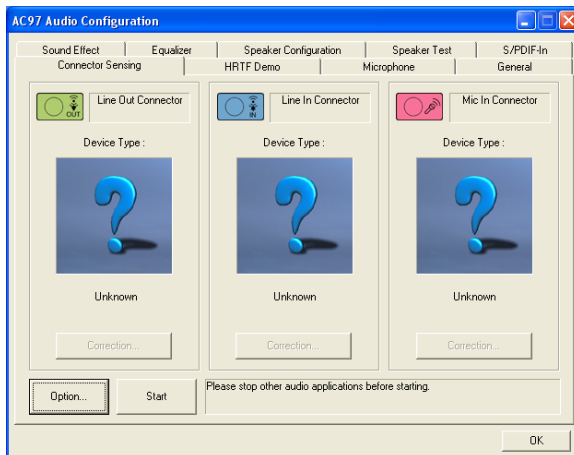 AC97 Audio Configuration
Sound Effect Equalizer Speaker Configuration Speaker Test S/PDIF-In
Connector Sensing HRTF Demo Microphone General
OUT Line Out Connector
IN Line In Connector
Mic In Connector
Device Type :
Device Type :
Device Type :
Unknown
Unknown
Unknown
Correction...
Correction...
Correction...
Option... Start Please stop other audio applications before starting.
OK